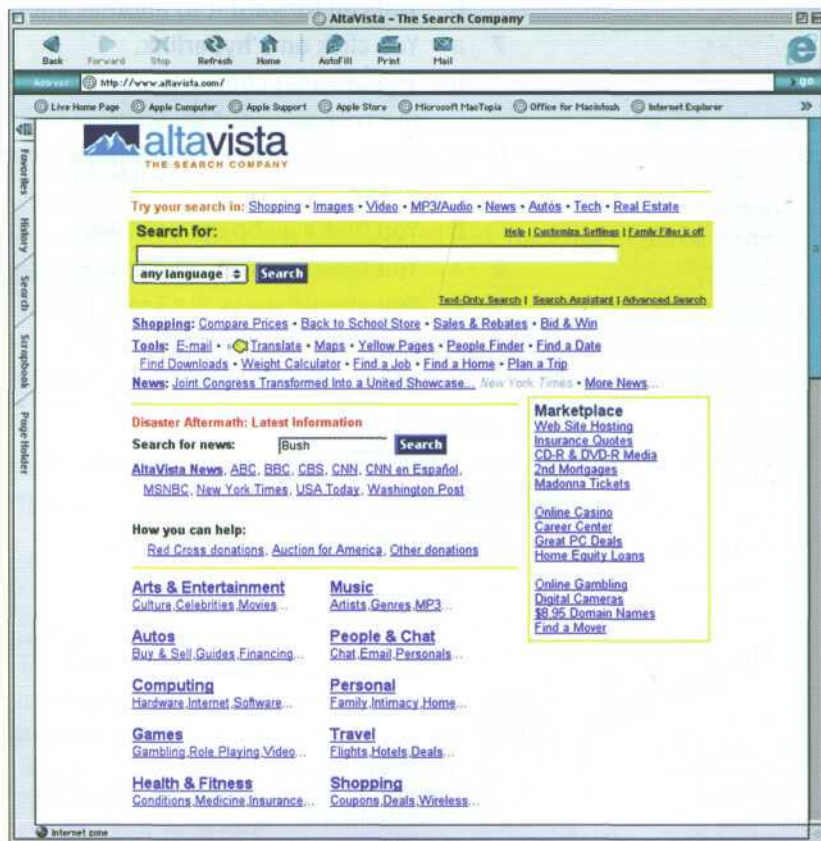 AltaVista – The Search Company
Back Forward Stop Refresh Home AutoFill Print Mail
Address http://www.altavista.com/ go
Live Home Page Apple Computer Apple Support Apple Store Microsoft MacTopia Office for Macintosh Internet Explorer
Favorites
History
Search
Scrapbook
Page Holder
altavista
THE SEARCH COMPANY
Try your search in: Shopping • Images • Video • MP3/Audio • News • Autos • Tech • Real Estate
Search for: Help | Customize Settings | Family Filter is off
any language Search
Text-Only Search | Search Assistant | Advanced Search
Shopping: Compare Prices • Back to School Store • Sales & Rebates • Bid & Win
Tools: E-mail • Translate • Maps • Yellow Pages • People Finder • Find a Date
Find Downloads • Weight Calculator • Find a Job • Find a Home • Plan a Trip
News: Joint Congress Transformed Into a United Showcase... New York Times • More News...
Disaster Aftermath: Latest Information
Search for news: Bush Search
AltaVista News, ABC, BBC, CBS, CNN, CNN en Español,
MSNBC, New York Times, USA Today, Washington Post
How you can help:
Red Cross donations, Auction for America, Other donations
Marketplace
Web Site Hosting
Insurance Quotes
CD-R & DVD-R Media
2nd Mortgages
Madonna Tickets
Online Casino
Career Center
Great PC Deals
Home Equity Loans
Online Gambling
Digital Cameras
$8.95 Domain Names
Find a Mover
Arts & Entertainment
Culture,Celebrities,Movies...
Music
Artists,Genres,MP3...
Autos
Buy & Sell,Guides,Financing...
People & Chat
Chat,Email,Personals...
Computing
Hardware,Internet,Software...
Personal
Family,Intimacy,Home...
Games
Gambling,Role Playing,Video...
Travel
Flights,Hotels,Deals...
Health & Fitness
Conditions,Medicine,Insurance...
Shopping
Coupons,Deals,Wireless...
Internet zone